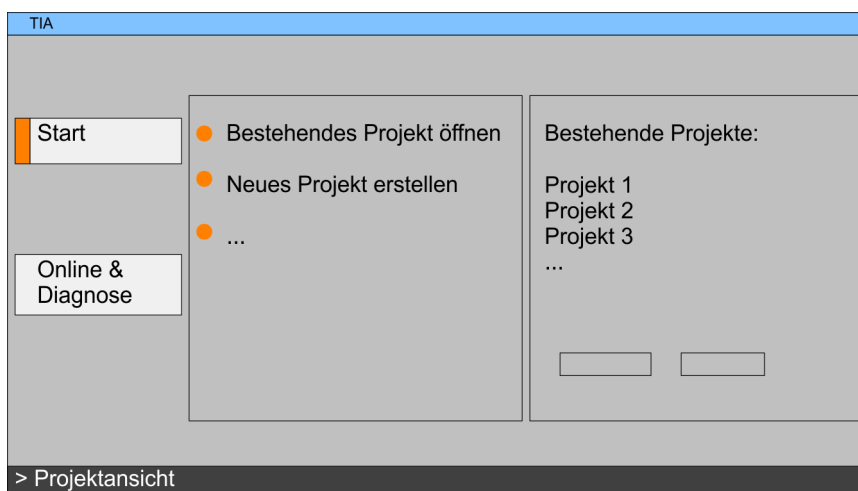 TIA
Start
Online &
Diagnose
Bestehendes Projekt öffnen
Neues Projekt erstellen
...
Bestehende Projekte:
Projekt 1
Projekt 2
Projekt 3
...
> Projektansicht